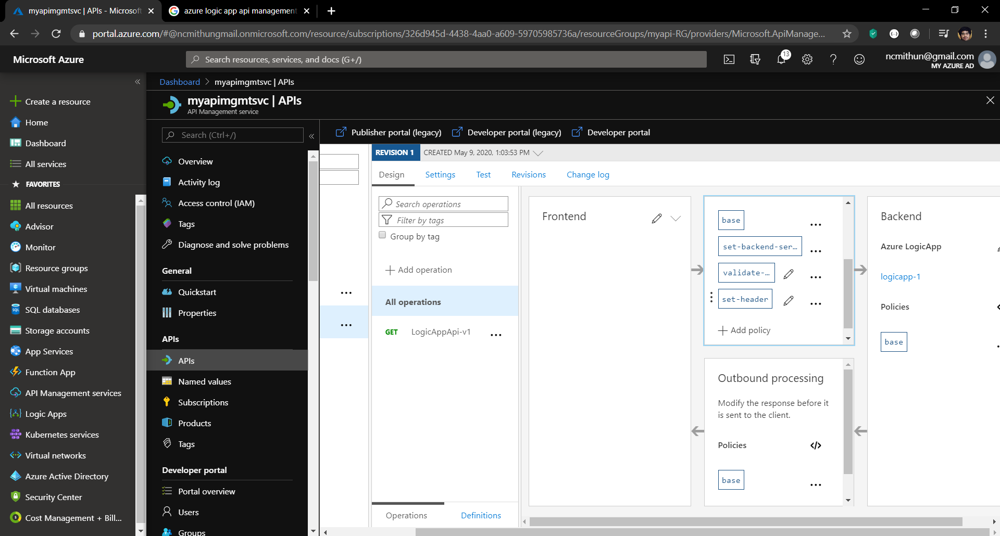 myapimgmtsvc | APIs - Microsoft
azure logic app api management
portal.azure.com/#@ncmithungmail.onmicrosoft.com/resource/subscriptions/326d945d-4438-4aa0-a609-59705985736a/resourceGroups/myapi-RG/providers/Microsoft.ApiManage...
Microsoft Azure
Search resources, services, and docs (G+/)
13
ncmithun@gmail.com
MY AZURE AD
Create a resource
Home
Dashboard
All services
FAVORITES
All resources
Advisor
Monitor
Resource groups
Virtual machines
SQL databases
Storage accounts
App Services
Function App
API Management services
Logic Apps
Kubernetes services
Virtual networks
Azure Active Directory
Security Center
Cost Management + Bill...
Dashboard > myapimgmtsvc | APIs
myapimgmtsvc | APIs
API Management service
Search (Ctrl+/)
Overview
Activity log
Access control (IAM)
Tags
Diagnose and solve problems
General
Quickstart
Properties
APIs
APIs
Named values
Subscriptions
Products
Tags
Developer portal
Portal overview
Users
Groups
Publisher portal (legacy)
Developer portal (legacy)
Developer portal
REVISION 1
CREATED May 9, 2020, 1:03:53 PM
Design
Settings
Test
Revisions
Change log
Search operations
Filter by tags
Group by tag
Add operation
All operations
GET LogicAppApi-v1
Operations
Definitions
Frontend
base
set-backend-ser...
validate-...
set-header
Add policy
Outbound processing
Modify the response before it
is sent to the client.
Policies
base
Backend
Azure LogicApp
logicapp-1
Policies
base